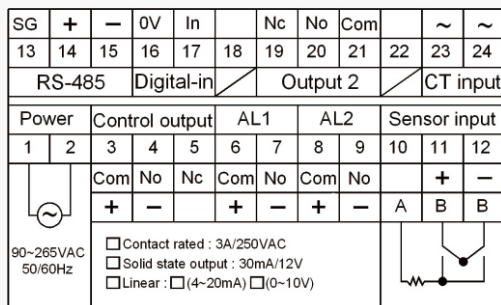 SG + − 0V In Nc No Com ~ ~
13 14 15 16 17 18 19 20 21 22 23 24
RS-485 Digital-in Output 2 CT input
Power Control output AL1 AL2 Sensor input
1 2 3 4 5 6 7 8 9 10 11 12
Com No Nc Com No Com No + −
+ − + − + − A B B
~
90~265VAC
50/60Hz
Contact rated : 3A/250VAC
Solid state output : 30mA/12V
Linear : (4~20mA) (0~10V)